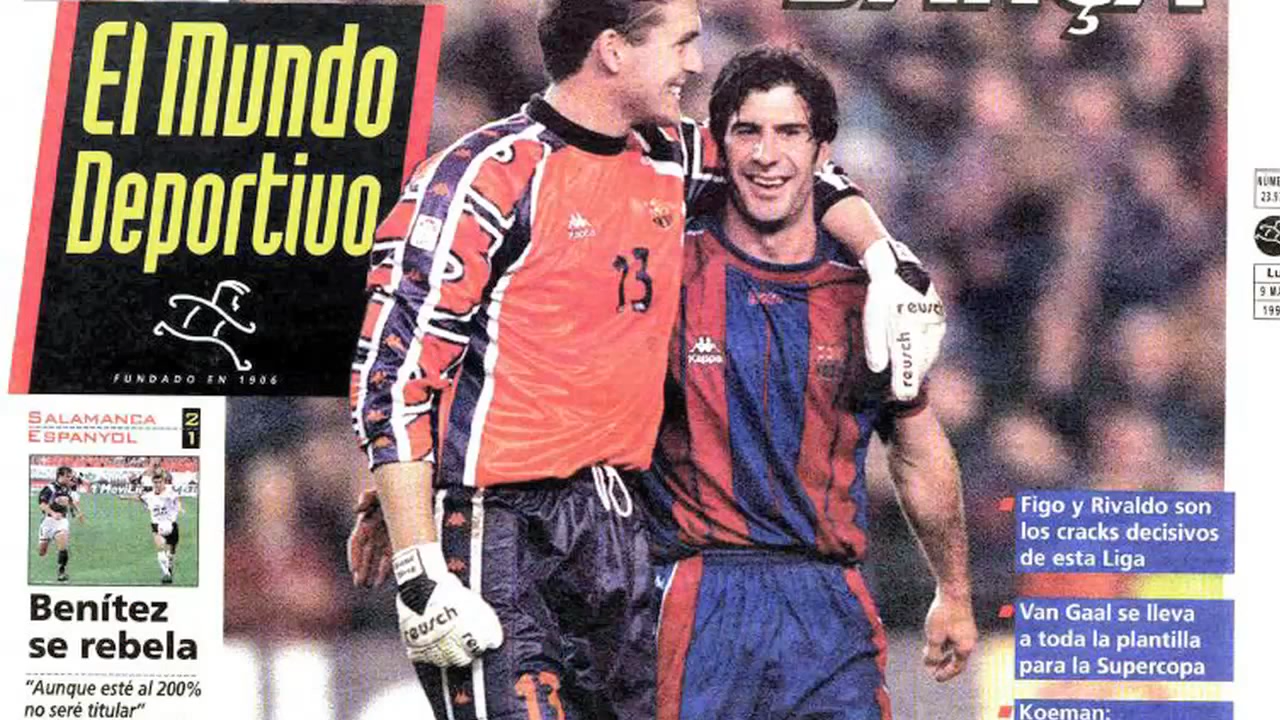 BARÇA
El Mundo
Deportivo
FUNDADO EN 1906
SALAMANCA 2
ESPANYOL 1
Benítez
se rebela
“Aunque esté al 200%
no seré titular”
Kappa
13
Kappa
reusch
reusch
reusch
13
Figo y Rivaldo son
los cracks decisivos
de esta Liga
Van Gaal se lleva
a toda la plantilla
para la Supercopa
Koeman: